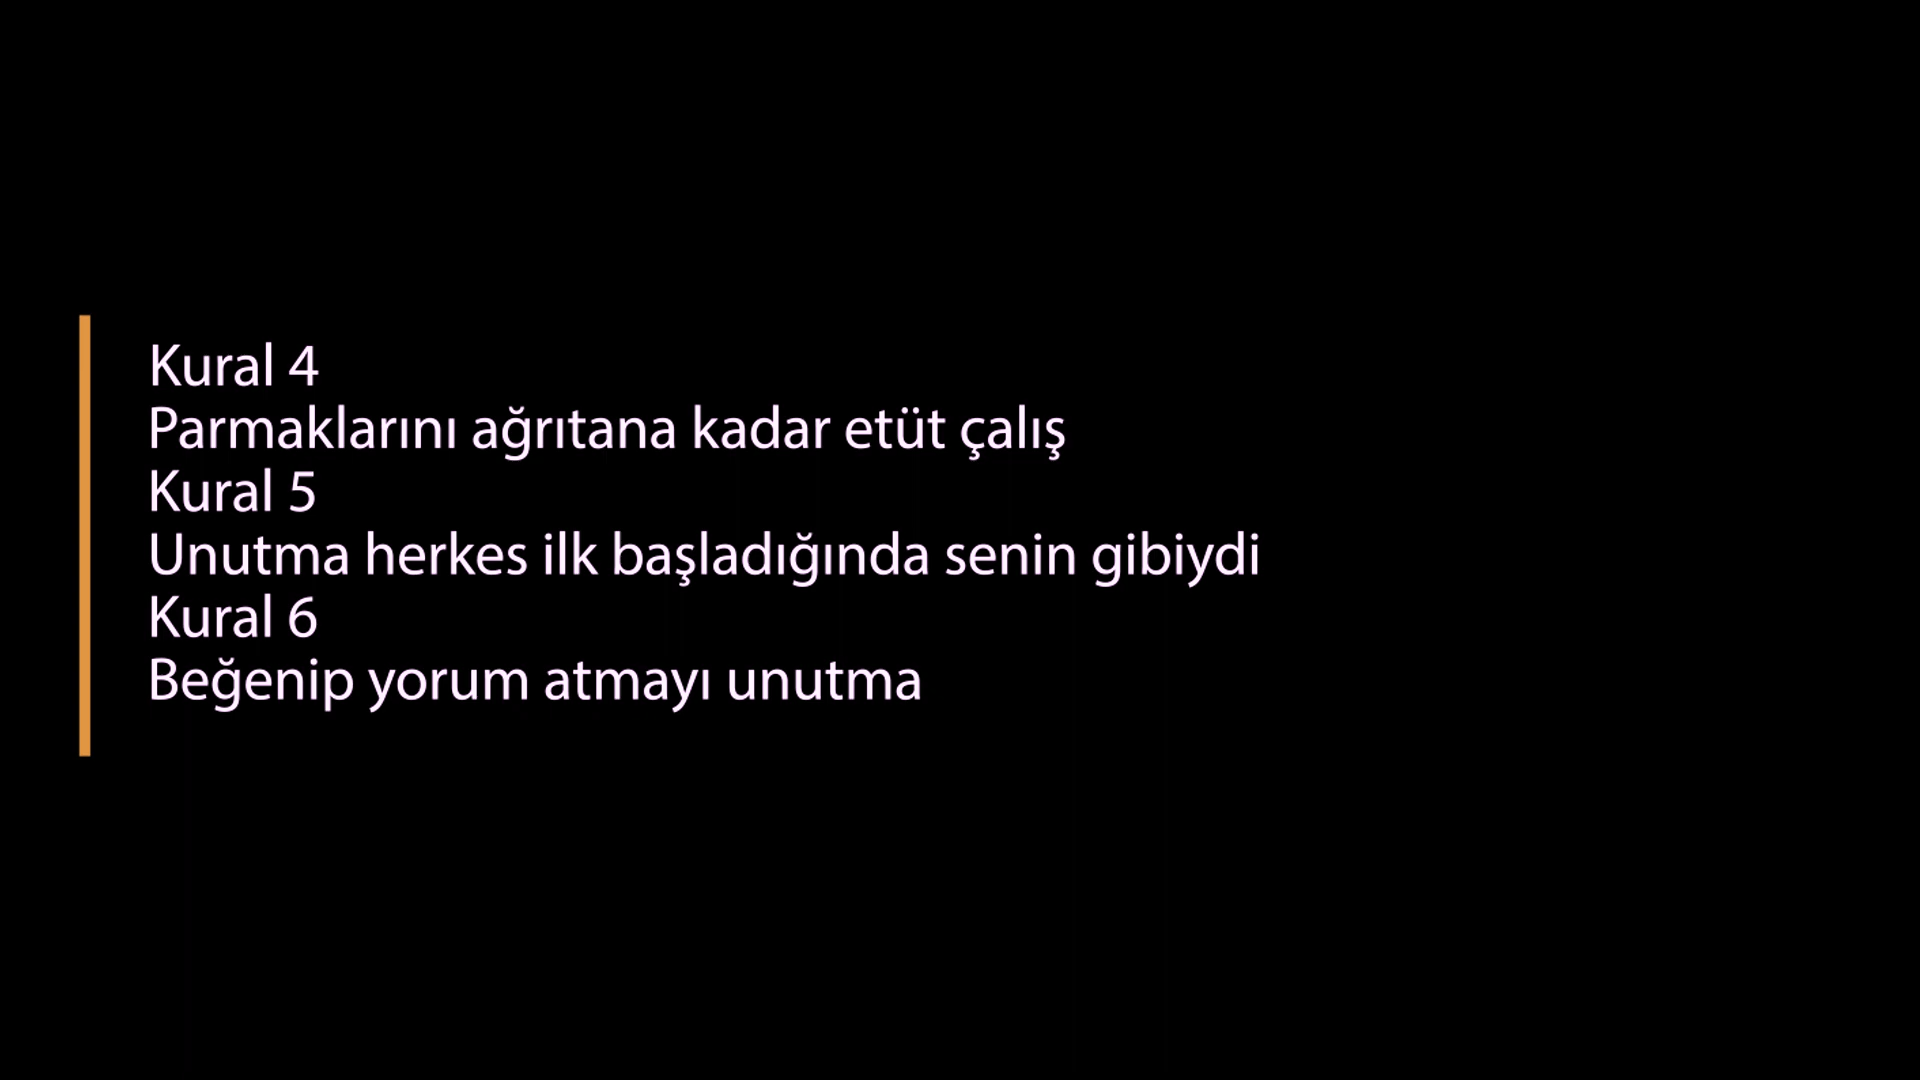 Kural 4
Parmaklarını ağrıtana kadar etüt çalış
Kural 5
Unutma herkes ilk başladığında senin gibiydi
Kural 6
Beğenip yorum atmayı unutma